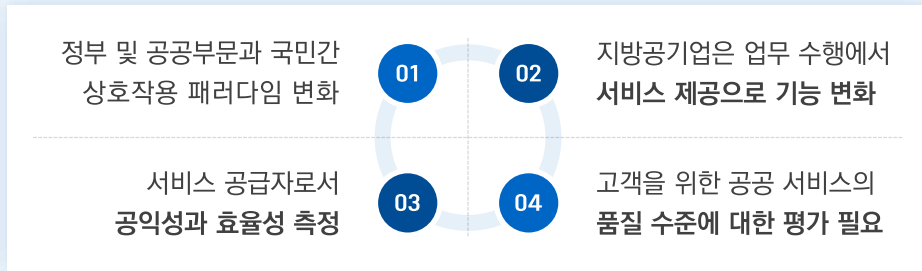 정부 및 공공부문과 국민간
상호작용 패러다임 변화
01
02
지방공기업은 업무 수행에서
서비스 제공으로 기능 변화
서비스 공급자로서
공익성과 효율성 측정
03
04
고객을 위한 공공 서비스의
품질 수준에 대한 평가 필요